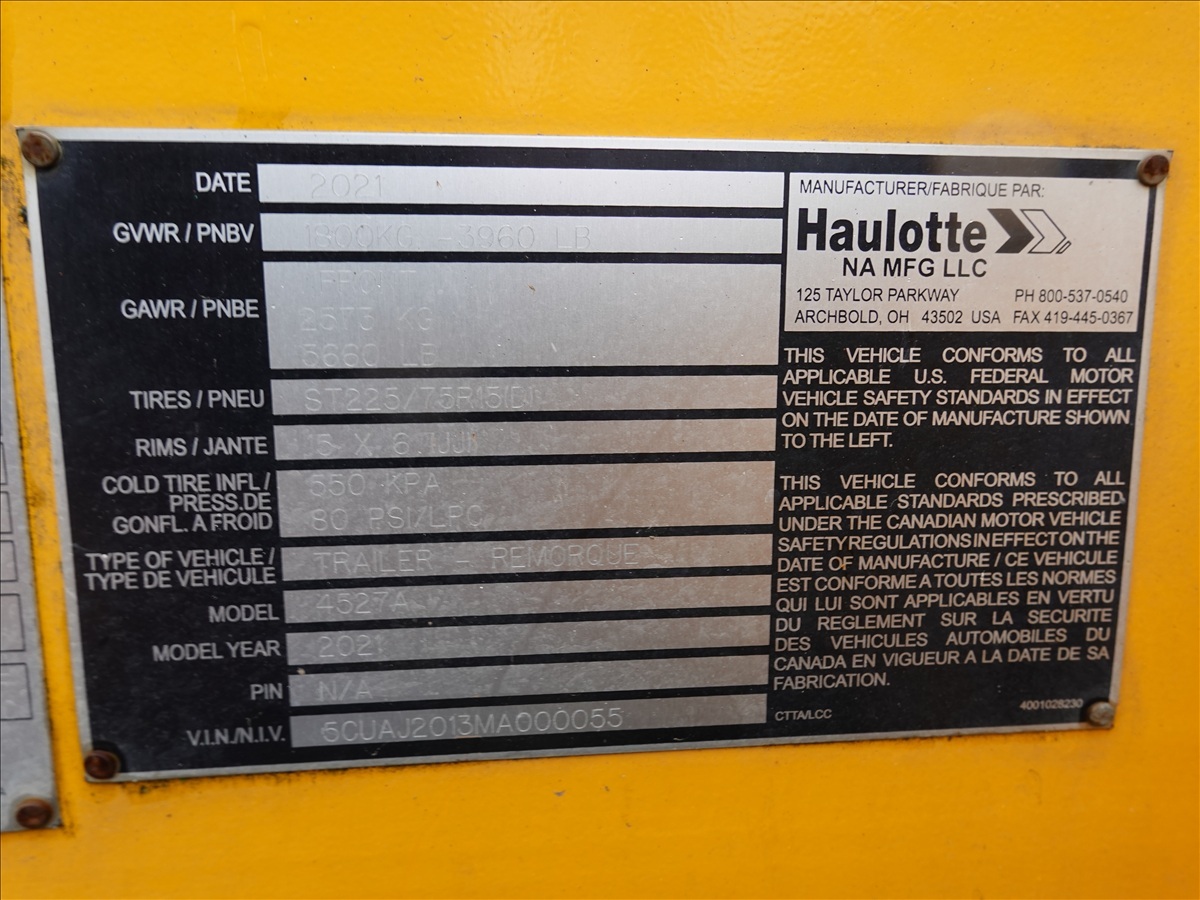 DATE 2021
GVWR / PNBV 1800KG -3960 LB
GAWR / PNBE
5660 LB
TIRES / PNEU ST225/75R15(D)
RIMS / JANTE 15 X 6
COLD TIRE INFL / 550 KPA
PRESS.DE
GONFL. A FROID 80 PSI/LPC
TYPE OF VEHICLE / TRAILER - REMORQUE
TYPE DE VEHICULE
MODEL 4527A
MODEL YEAR 2021
PIN N/A
V.I.N./N.I.V. 5CUAJ2013MA000055
MANUFACTURER/FABRIQUE PAR:
Haulotte
NA MFG LLC
125 TAYLOR PARKWAY PH 800-537-0540
ARCHBOLD, OH 43502 USA FAX 419-445-0367
THIS VEHICLE CONFORMS TO ALL
APPLICABLE U.S. FEDERAL MOTOR
VEHICLE SAFETY STANDARDS IN EFFECT
ON THE DATE OF MANUFACTURE SHOWN
TO THE LEFT.
THIS VEHICLE CONFORMS TO ALL
APPLICABLE STANDARDS PRESCRIBED
UNDER THE CANADIAN MOTOR VEHICLE
SAFETY REGULATIONS IN EFFECT ON THE
DATE OF MANUFACTURE / CE VEHICULE
EST CONFORME A TOUTES LES NORMES
QUI LUI SONT APPLICABLES EN VERTU
DU REGLEMENT SUR LA SECURITE
DES VEHICULES AUTOMOBILES DU
CANADA EN VIGUEUR A LA DATE DE SA
FABRICATION.
CTTA/LCC 4001028230